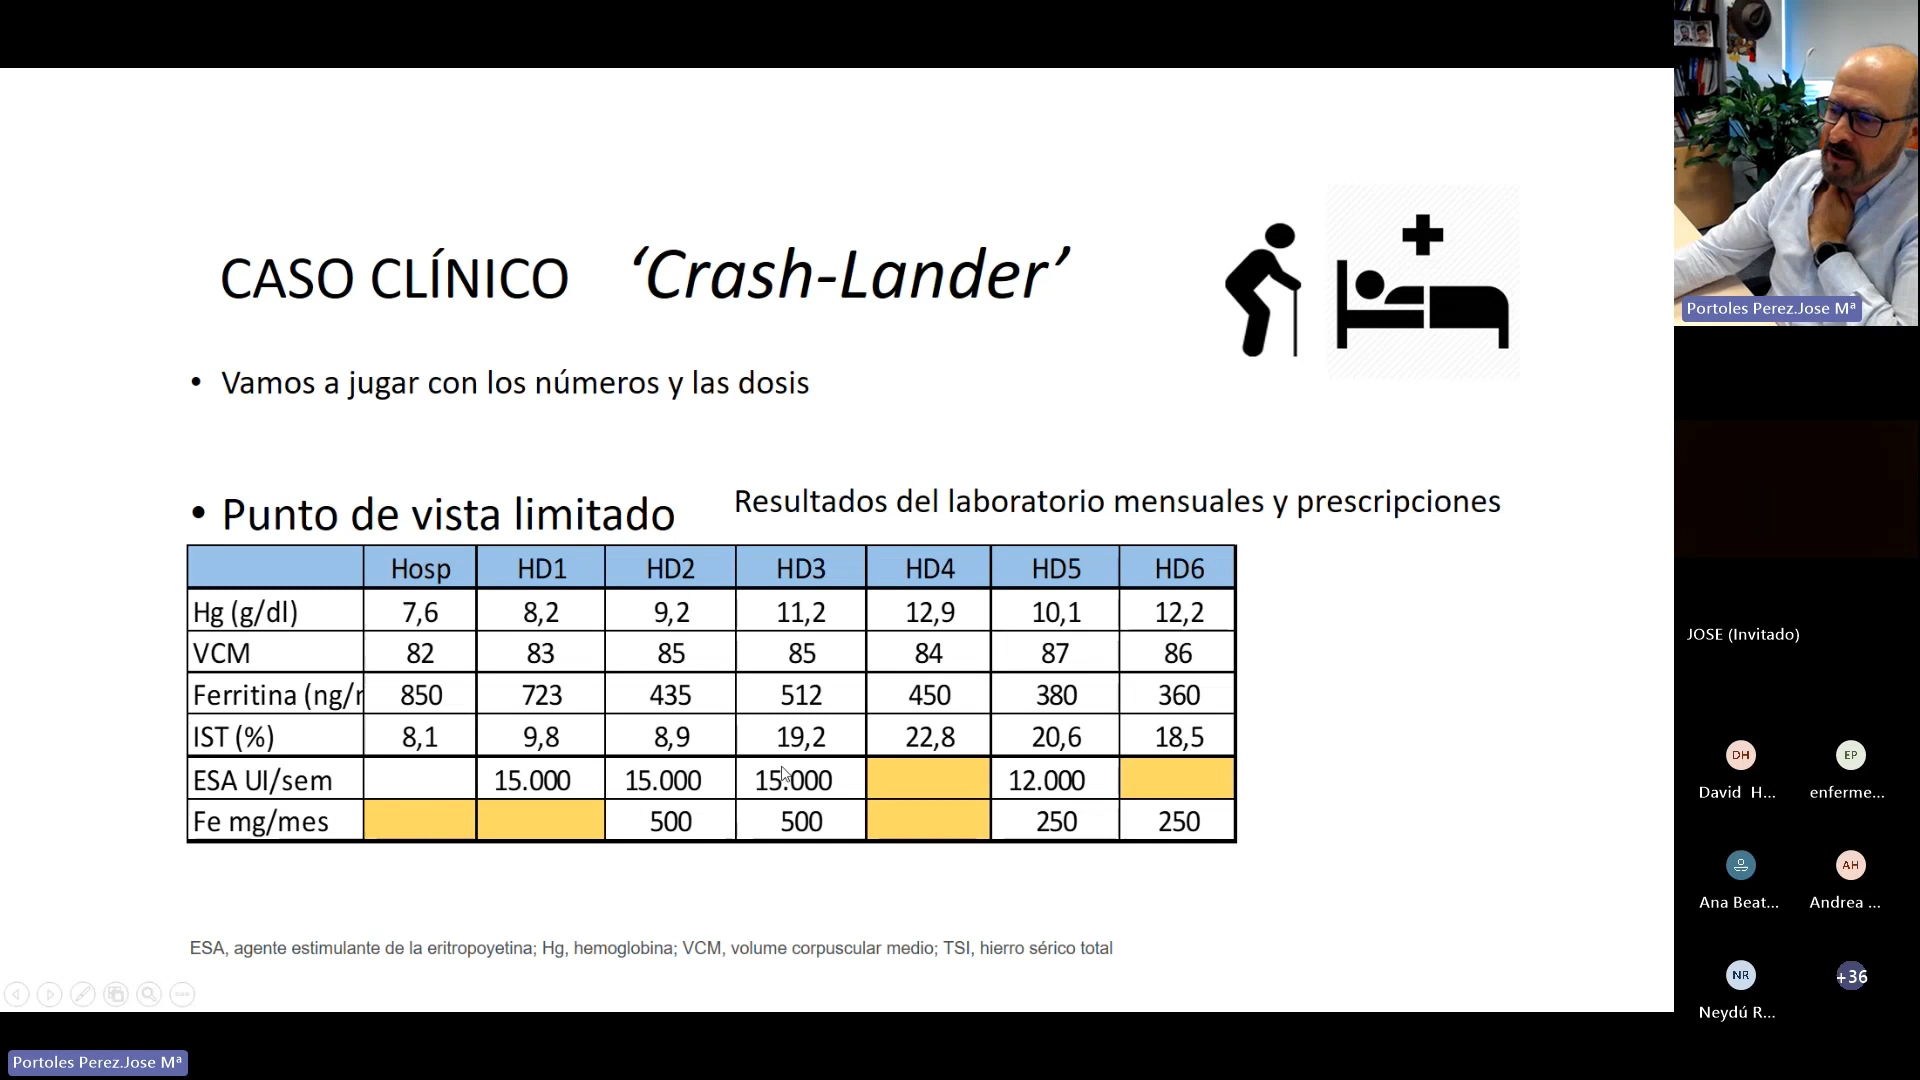 CASO CLÍNICO ‘Crash-Lander’
• Vamos a jugar con los números y las dosis
• Punto de vista limitado
Resultados del laboratorio mensuales y prescripciones
Hosp HD1 HD2 HD3 HD4 HD5 HD6
Hg (g/dl) 7,6 8,2 9,2 11,2 12,9 10,1 12,2
VCM 82 83 85 85 84 87 86
Ferritina (ng/r 850 723 435 512 450 380 360
IST (%) 8,1 9,8 8,9 19,2 22,8 20,6 18,5
ESA UI/sem 15.000 15.000 15.000 12.000
Fe mg/mes 500 500 250 250
ESA, agente estimulante de la eritropoyetina; Hg, hemoglobina; VCM, volume corpuscular medio; TSI, hierro sérico total
Portoles Perez.Jose Mª
Portoles Perez.Jose Mª
JOSE (Invitado)
DH EP
David H... enferme...
AH
Ana Beat... Andrea ...
NR +36
Neydú R...